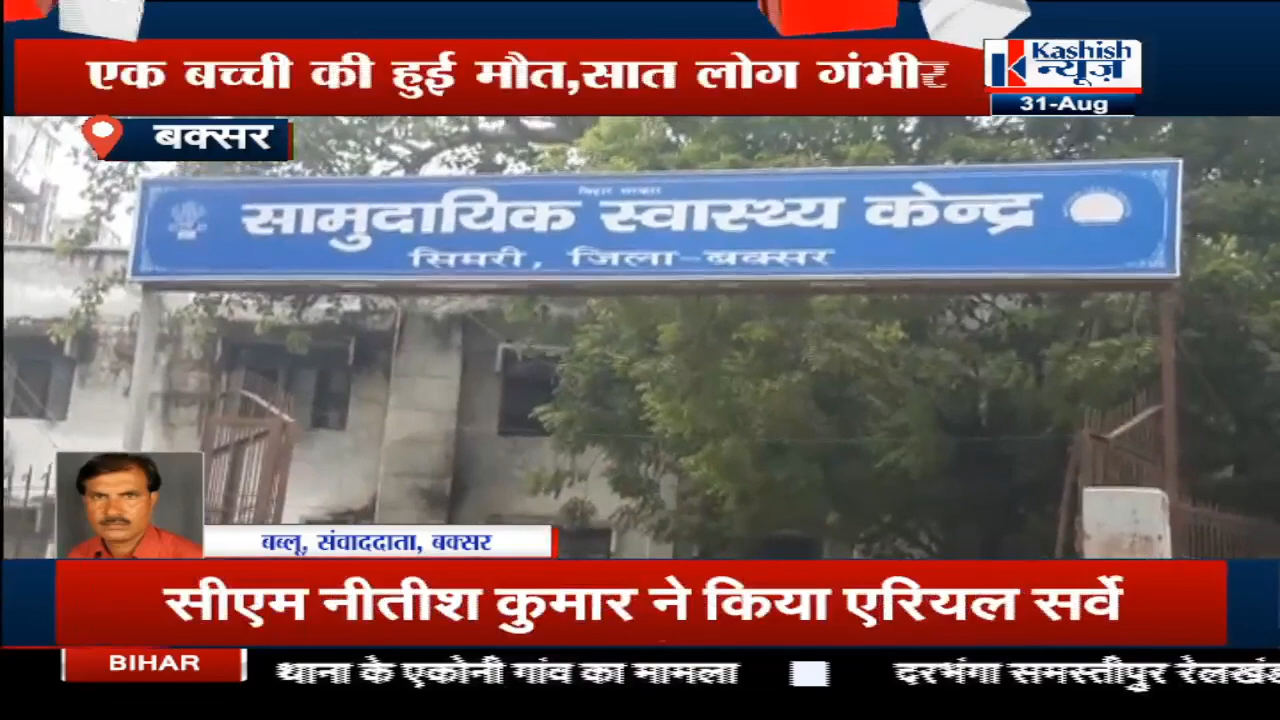 एक बच्ची की हुई मौत,सात लोग गंभीर
Kashish
न्यूज़
31-Aug
बक्सर
बिहार सरकार
सामुदायिक स्वास्थ्य केन्द्र
सिमरी, जिला-बक्सर
बब्लू, संवाददाता, बक्सर
सीएम नीतीश कुमार ने किया एरियल सर्वे
BIHAR
थाना के एकोनी गांव का मामला
दरभंगा समस्तीपुर रेलखंड